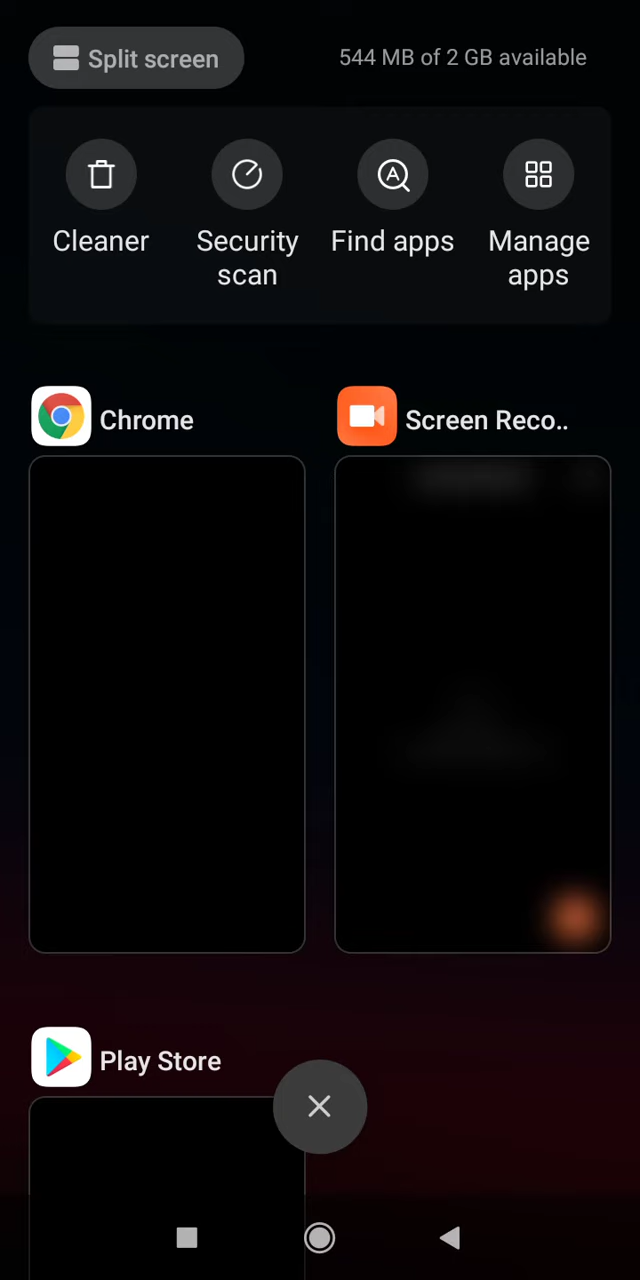 Split screen
544 MB of 2 GB available
Cleaner
Security
scan
Find apps
Manage
apps
Chrome
Screen Reco..
Play Store